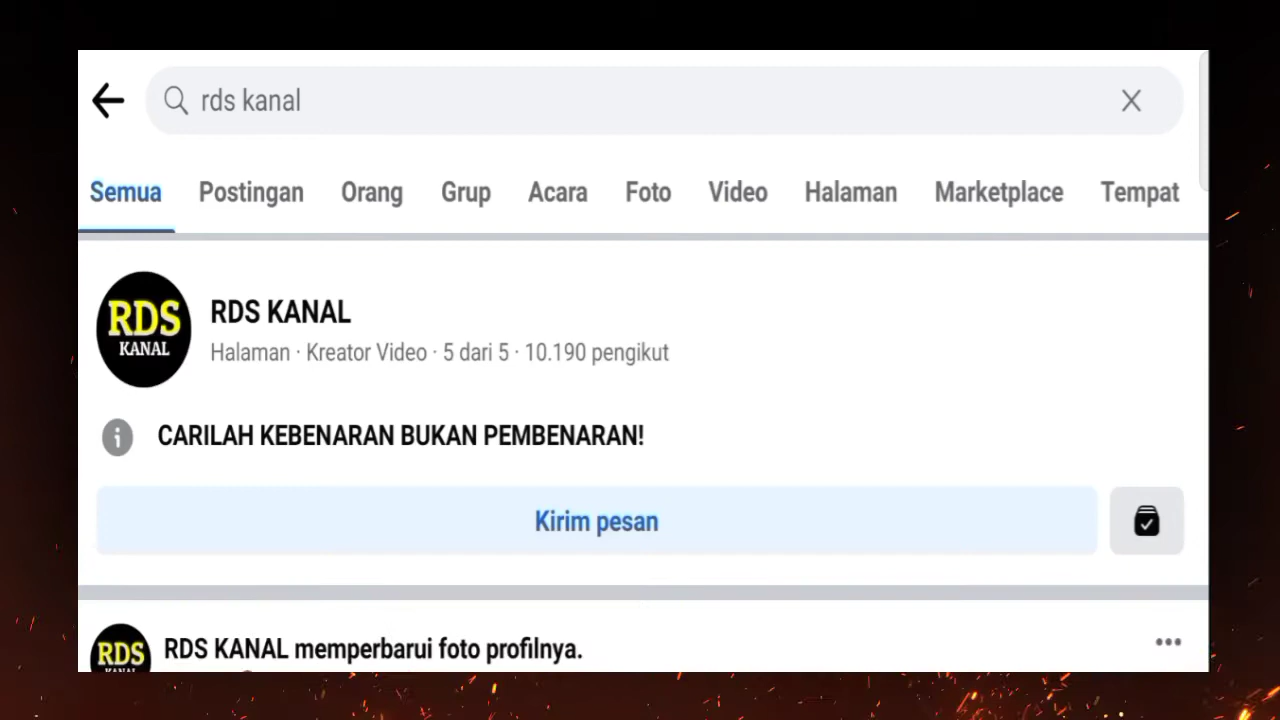 rds kanal
Semua Postingan Orang Grup Acara Foto Video Halaman Marketplace Tempat
RDS
KANAL
RDS KANAL
Halaman · Kreator Video · 5 dari 5 · 10.190 pengikut
CARILAH KEBENARAN BUKAN PEMBENARAN!
Kirim pesan
RDS
KANAL
RDS KANAL memperbarui foto profilnya.